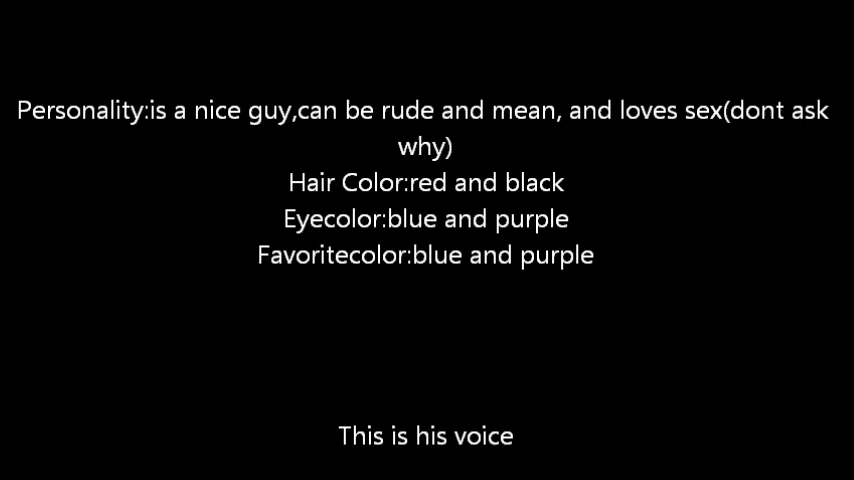 Personality:is a nice guy,can be rude and mean, and loves sex(dont ask
why)
Hair Color:red and black
Eyecolor:blue and purple
Favoritecolor:blue and purple
This is his voice